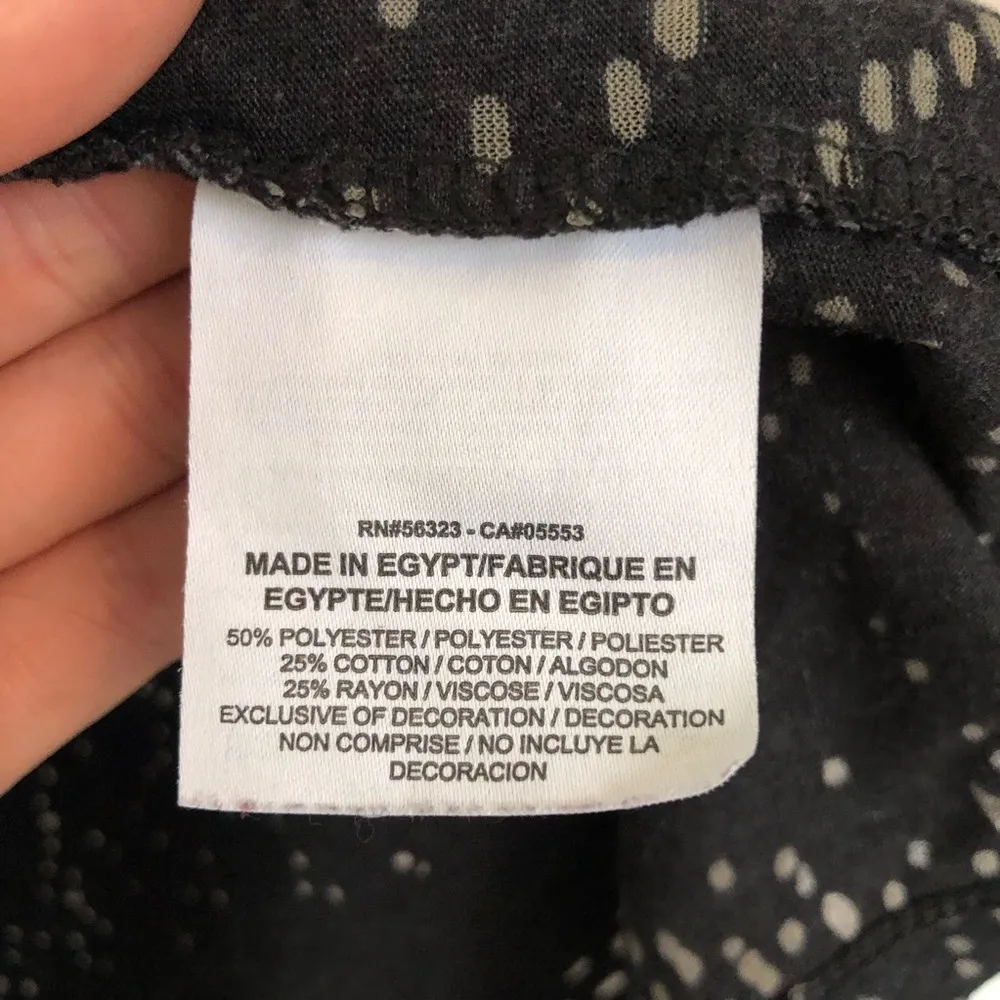 RN#56323 - CA#05553
MADE IN EGYPT/FABRIQUE EN
EGYPTE/HECHO EN EGIPTO
50% POLYESTER / POLYESTER / POLIESTER
25% COTTON / COTON / ALGODON
25% RAYON / VISCOSE / VISCOSA
EXCLUSIVE OF DECORATION / DECORATION
NON COMPRISE / NO INCLUYE LA
DECORACION